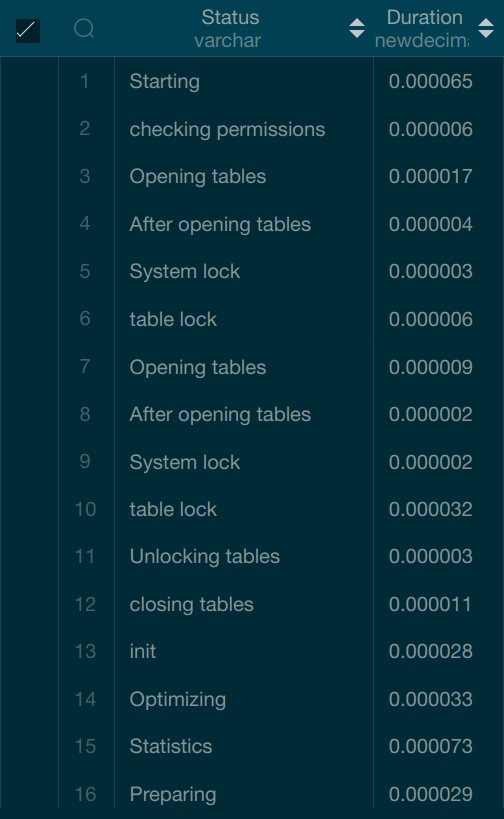 Status Duration
varchar newdecima
1 Starting 0.000065
2 checking permissions 0.000006
3 Opening tables 0.000017
4 After opening tables 0.000004
5 System lock 0.000003
6 table lock 0.000006
7 Opening tables 0.000009
8 After opening tables 0.000002
9 System lock 0.000002
10 table lock 0.000032
11 Unlocking tables 0.000003
12 closing tables 0.000011
13 init 0.000028
14 Optimizing 0.000033
15 Statistics 0.000073
16 Preparing 0.000029